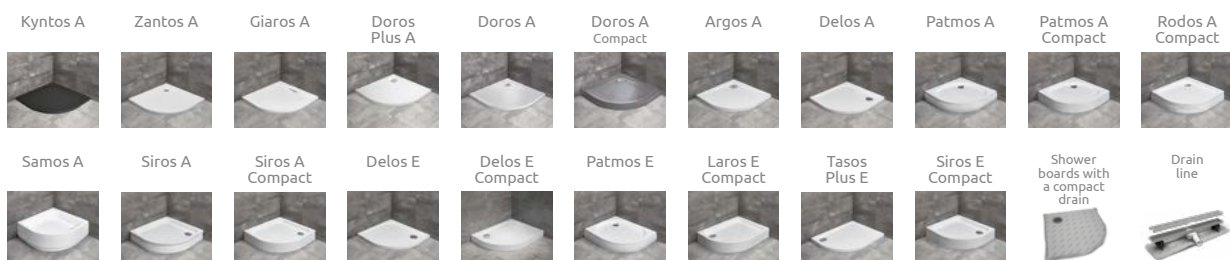 Kyntos A
Zantos A
Giaros A
Doros
Plus A
Doros A
Doros A
Compact
Argos A
Delos A
Patmos A
Patmos A
Compact
Rodos A
Compact
Samos A
Siros A
Siros A
Compact
Delos E
Delos E
Compact
Patmos E
Laros E
Compact
Tasos
Plus E
Siros E
Compact
Shower
boards with
a compact
drain
Drain
line